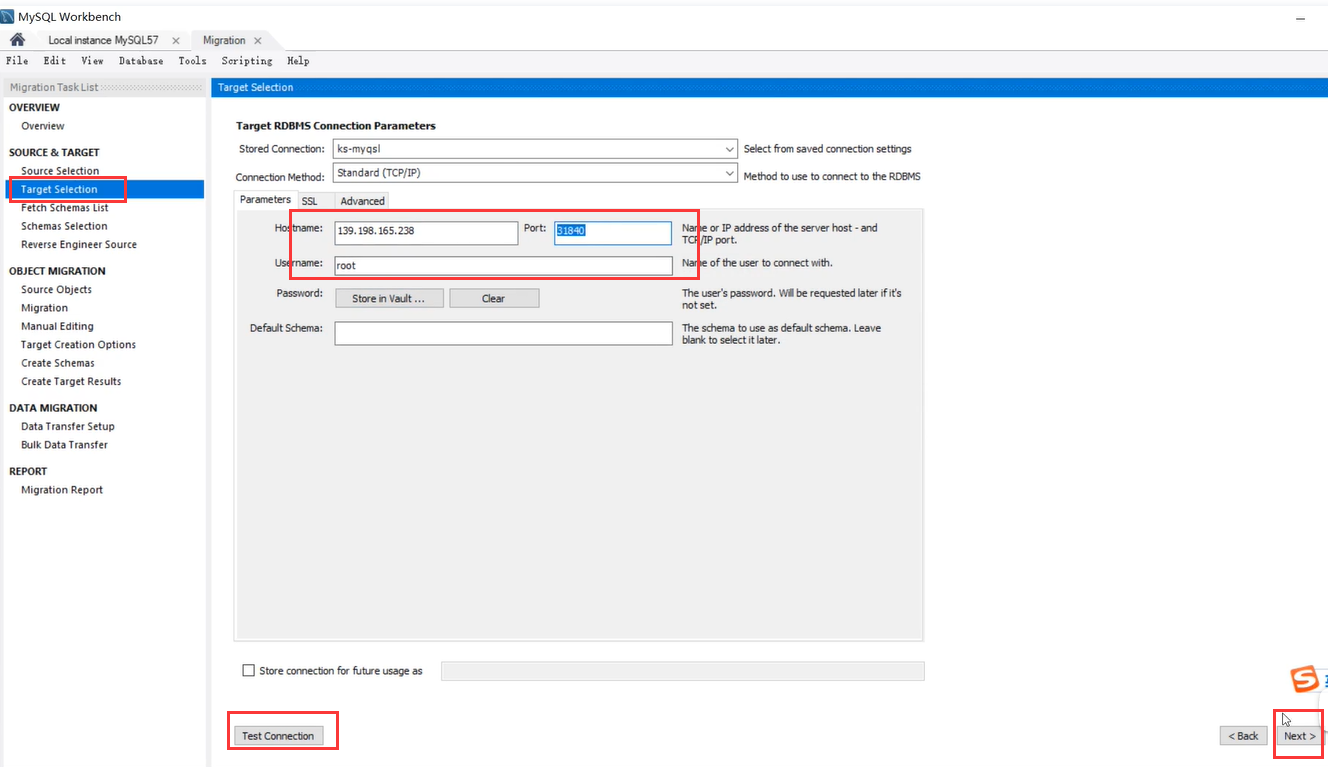 MySQL Workbench
Local instance MySQL57 Migration
File Edit View Database Tools Scripting Help
Migration Task List
OVERVIEW
Overview
SOURCE & TARGET
Source Selection
Target Selection
Fetch Schemas List
Schemas Selection
Reverse Engineer Source
OBJECT MIGRATION
Source Objects
Migration
Manual Editing
Target Creation Options
Create Schemas
Create Target Results
DATA MIGRATION
Data Transfer Setup
Bulk Data Transfer
REPORT
Migration Report
Target Selection
Target RDBMS Connection Parameters
Stored Connection: ks-myqsl Select from saved connection settings
Connection Method: Standard (TCP/IP) Method to use to connect to the RDBMS
Parameters SSL Advanced
Hostname: 139.198.165.238 Port: 31840 Name or IP address of the server host - and
TCP/IP port.
Username: root Name of the user to connect with.
Password: Store in Vault ... Clear The user's password. Will be requested later if it's
not set.
Default Schema: The schema to use as default schema. Leave
blank to select it later.
Store connection for future usage as
S
Test Connection < Back Next >